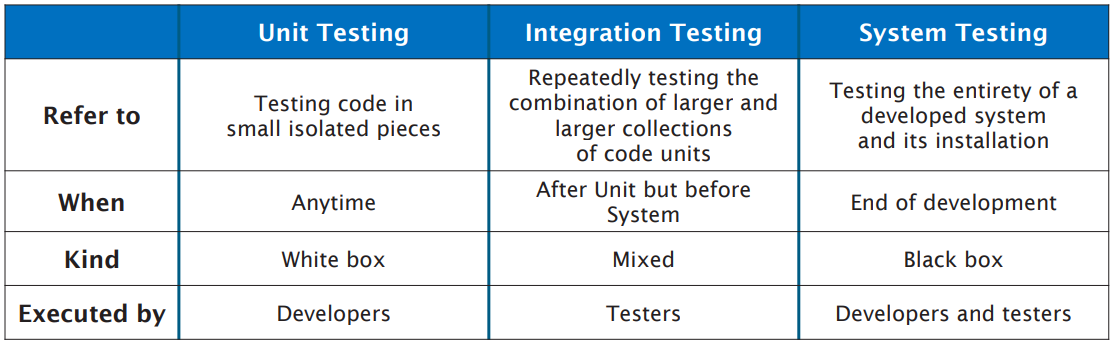 Unit Testing Integration Testing System Testing
Refer to
Testing code in
small isolated pieces
Repeatedly testing the
combination of larger and
larger collections
of code units
Testing the entirety of a
developed system
and its installation
When
Anytime
After Unit but before
System
End of development
Kind
White box
Mixed
Black box
Executed by
Developers
Testers
Developers and testers